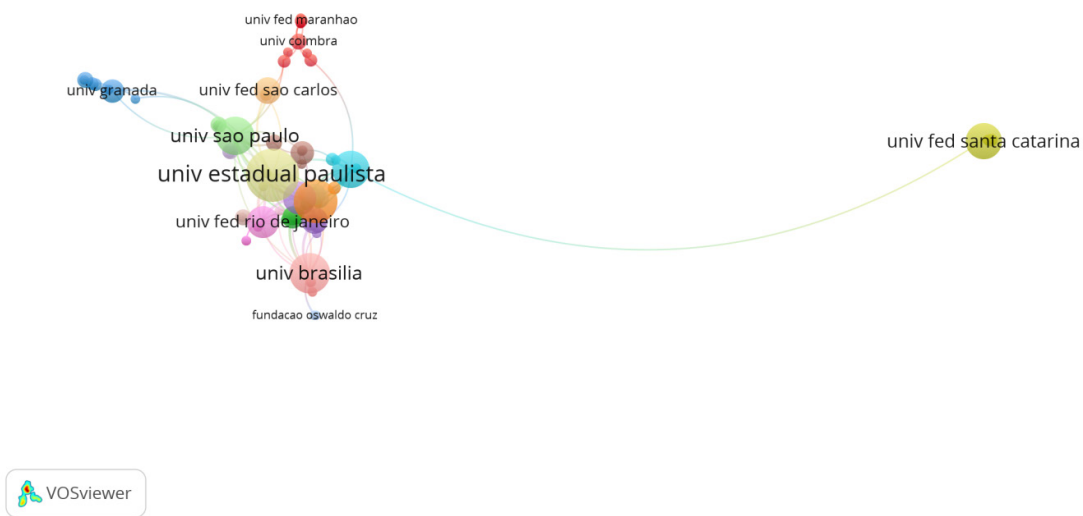 univ fed maranhao
univ coimbra
univ granada
univ fed sao carlos
univ sao paulo
univ fed santa catarina
univ estadual paulista
univ fed rio de janeiro
univ brasilia
fundacao oswaldo cruz
VOSviewer